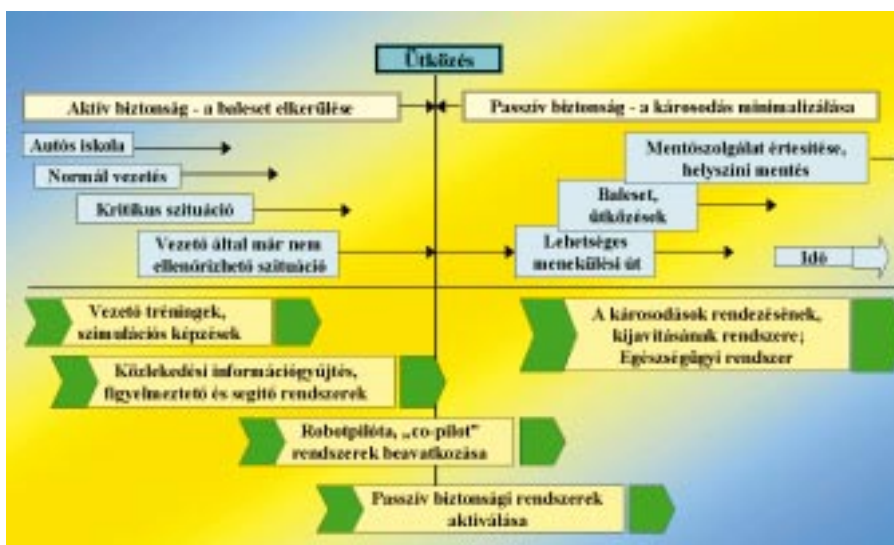 Ütközés
Aktív biztonság - a baleset elkerülése
Passzív biztonság - a károsodás minimalizálása
Autós iskola
Normál vezetés
Kritikus szituáció
Vezető által már nem
ellenőrizhető szituáció
Mentőszolgálat értesítése,
helyszíni mentés
Baleset,
ütközések
Lehetséges
menekülési út
Idő
Vezető tréningek,
szimulációs képzések
A károsodások rendezésének,
kijavításának rendszere;
Egészségügyi rendszer
Közlekedési információgyűjtés,
figyelmeztető és segítő rendszerek
Robotpilóta, „co-pilot”
rendszerek beavatkozása
Passzív biztonsági rendszerek
aktiválása